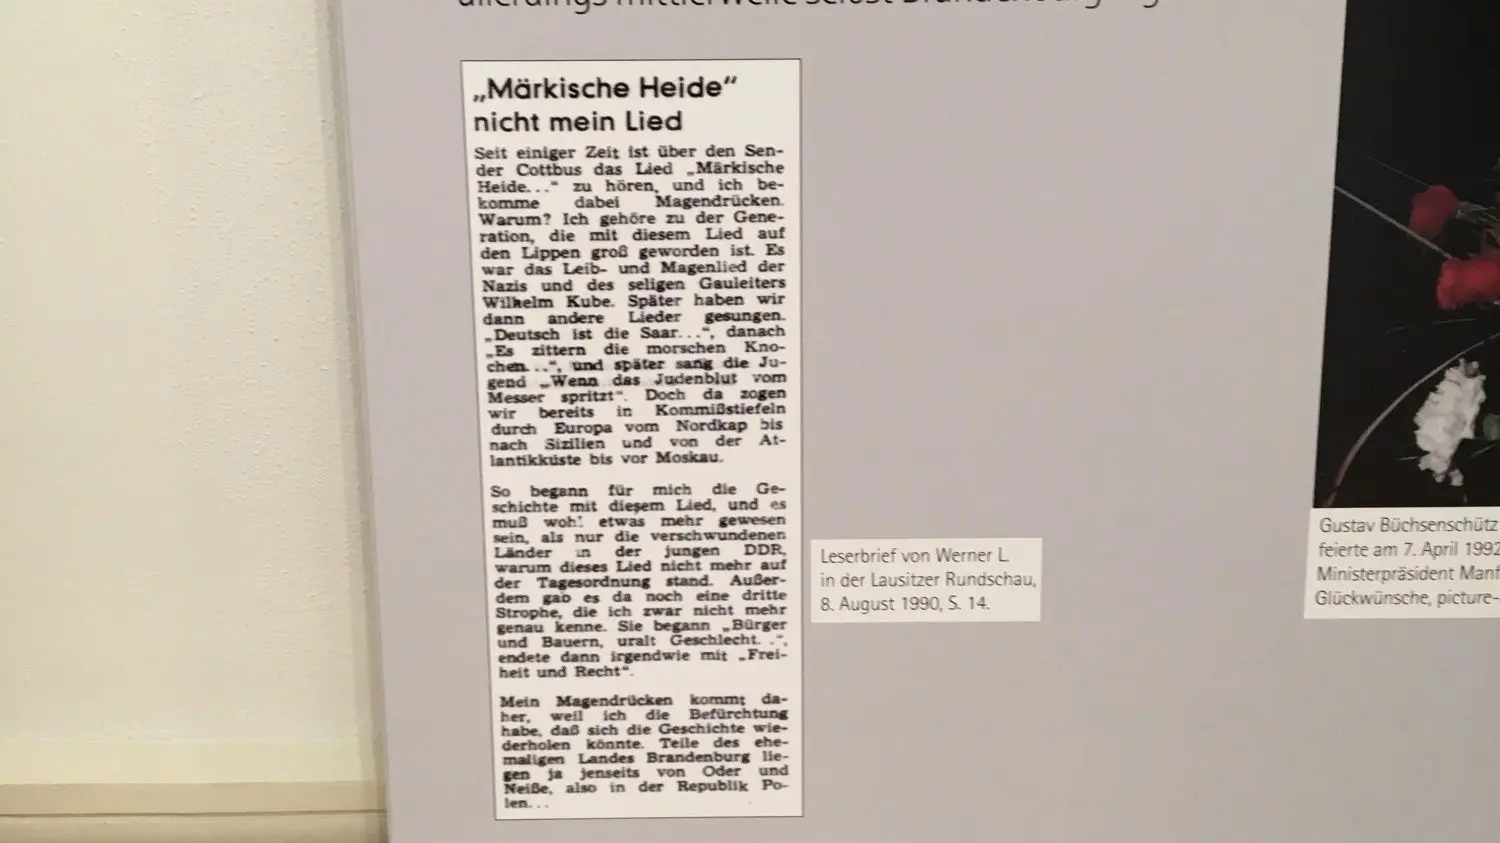 allerdings mittlerweile selbst Brandenburg
„Märkische Heide“
nicht mein Lied
Seit einiger Zeit ist über den Sen-
der Cottbus das Lied „Märkische
Heide...“ zu hören, und ich be-
komme dabei Magendrücken.
Warum? Ich gehöre zu der Gene-
ration, die mit diesem Lied auf
den Lippen groß geworden ist. Es
war das Leib- und Magenlied der
Nazis und des seligen Gauleiters
Wilhelm Kube. Später haben wir
dann andere Lieder gesungen.
„Deutsch ist die Saar...“, danach
„Es zittern die morschen Kno-
chen...“, und später sang die Ju-
gend „Wenn das Judenblut vom
Messer spritzt“. Doch da zogen
wir bereits in Kommißstiefeln
durch Europa vom Nordkap bis
nach Sizilien und von der At-
lantikküste bis vor Moskau.
So begann für mich die Ge-
schichte mit diesem Lied, und es
muß wohl etwas mehr gewesen
sein, als nur die verschwundenen
Länder in der jungen DDR,
warum dieses Lied nicht mehr auf
der Tagesordnung stand. Außer-
dem gab es da noch eine dritte
Strophe, die ich zwar nicht mehr
genau kenne. Sie begann „Bürger
und Bauern, uralt Geschlecht...“,
endete dann irgendwie mit „Frei-
heit und Recht“.
Mein Magendrücken kommt da-
her, weil ich die Befürchtung
habe, daß sich die Geschichte wie-
derholen könnte. Teile des ehe-
maligen Landes Brandenburg lie-
gen ja jenseits von Oder und
Neiße, also in der Republik Po-
len...
Leserbrief von Werner L.
in der Lausitzer Rundschau,
8. August 1990, S. 14.
Gustav Büchsenschütz
feierte am 7. April 1992
Ministerpräsident Manf
Glückwünsche, picture-